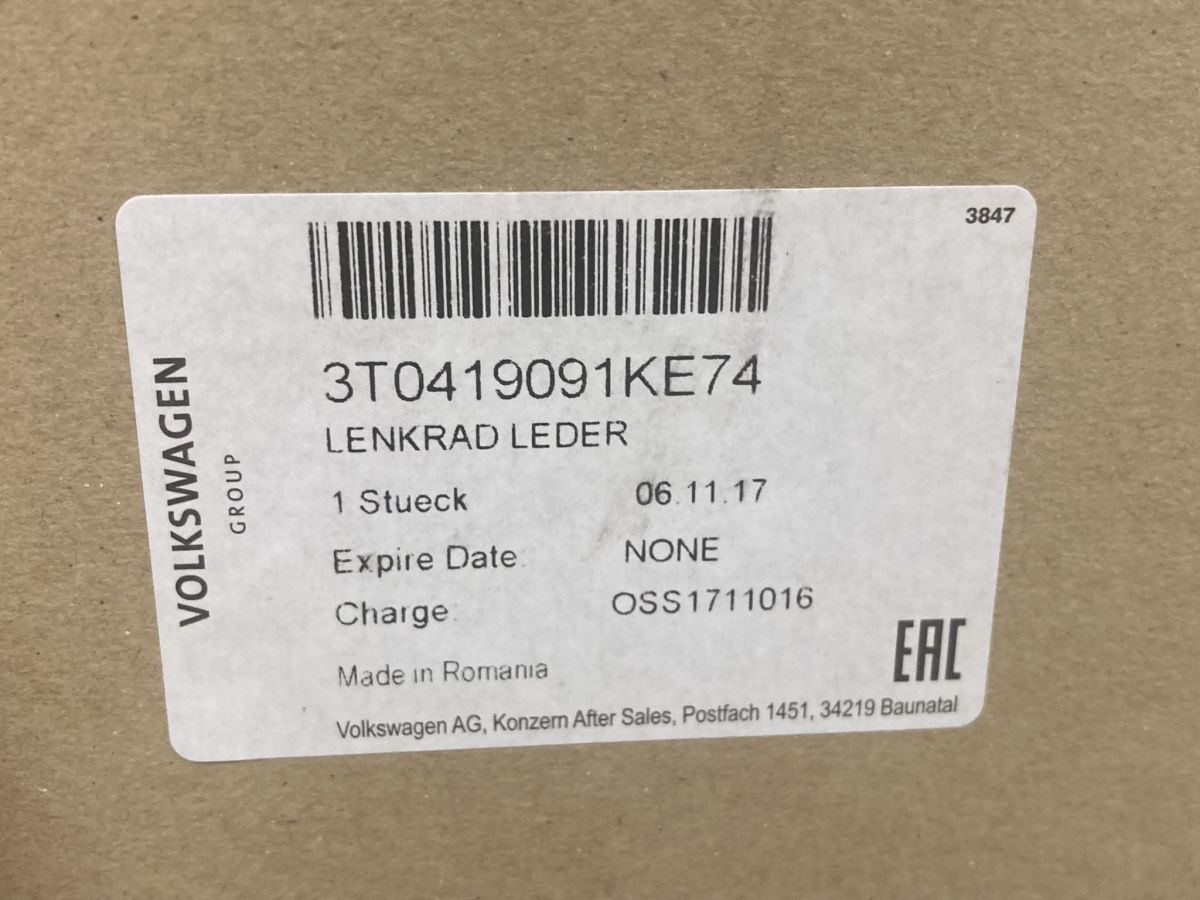 3847
3T0419091KE74
LENKRAD LEDER
1 Stueck 06.11.17
Expire Date: NONE
Charge: OSS1711016
Made in Romania
Volkswagen AG, Konzern After Sales, Postfach 1451, 34219 Baunatal
VOLKSWAGEN
GROUP
EAC